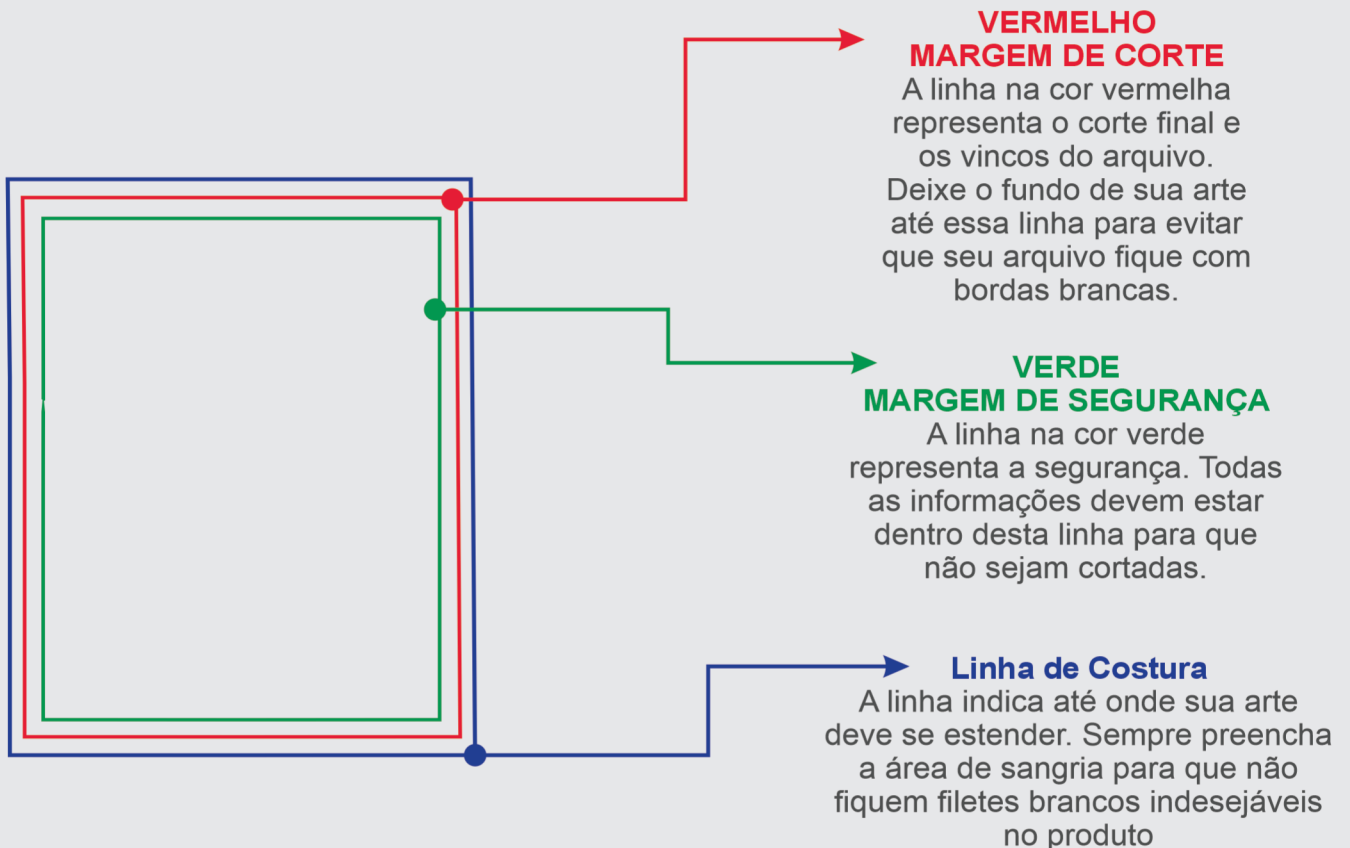 VERMELHO
MARGEM DE CORTE
A linha na cor vermelha
representa o corte final e
os vincos do arquivo.
Deixe o fundo de sua arte
até essa linha para evitar
que seu arquivo fique com
bordas brancas.
VERDE
MARGEM DE SEGURANÇA
A linha na cor verde
representa a segurança. Todas
as informações devem estar
dentro desta linha para que
não sejam cortadas.
Linha de Costura
A linha indica até onde sua arte
deve se estender. Sempre preencha
a área de sangria para que não
fiquem filetes brancos indesejáveis
no produto